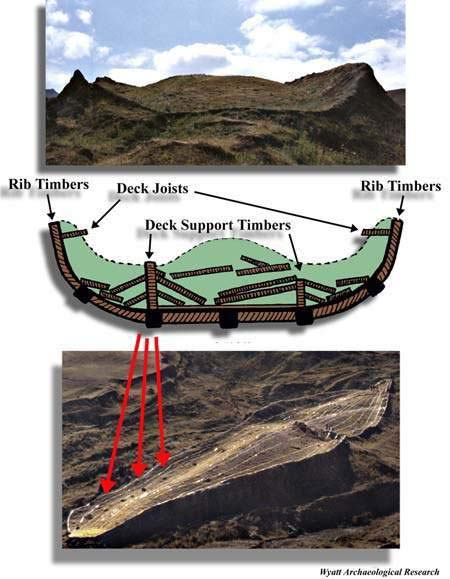 Rib Timbers
Deck Joists
Rib Timbers
Deck Support Timbers
Wyatt Archaeological Research